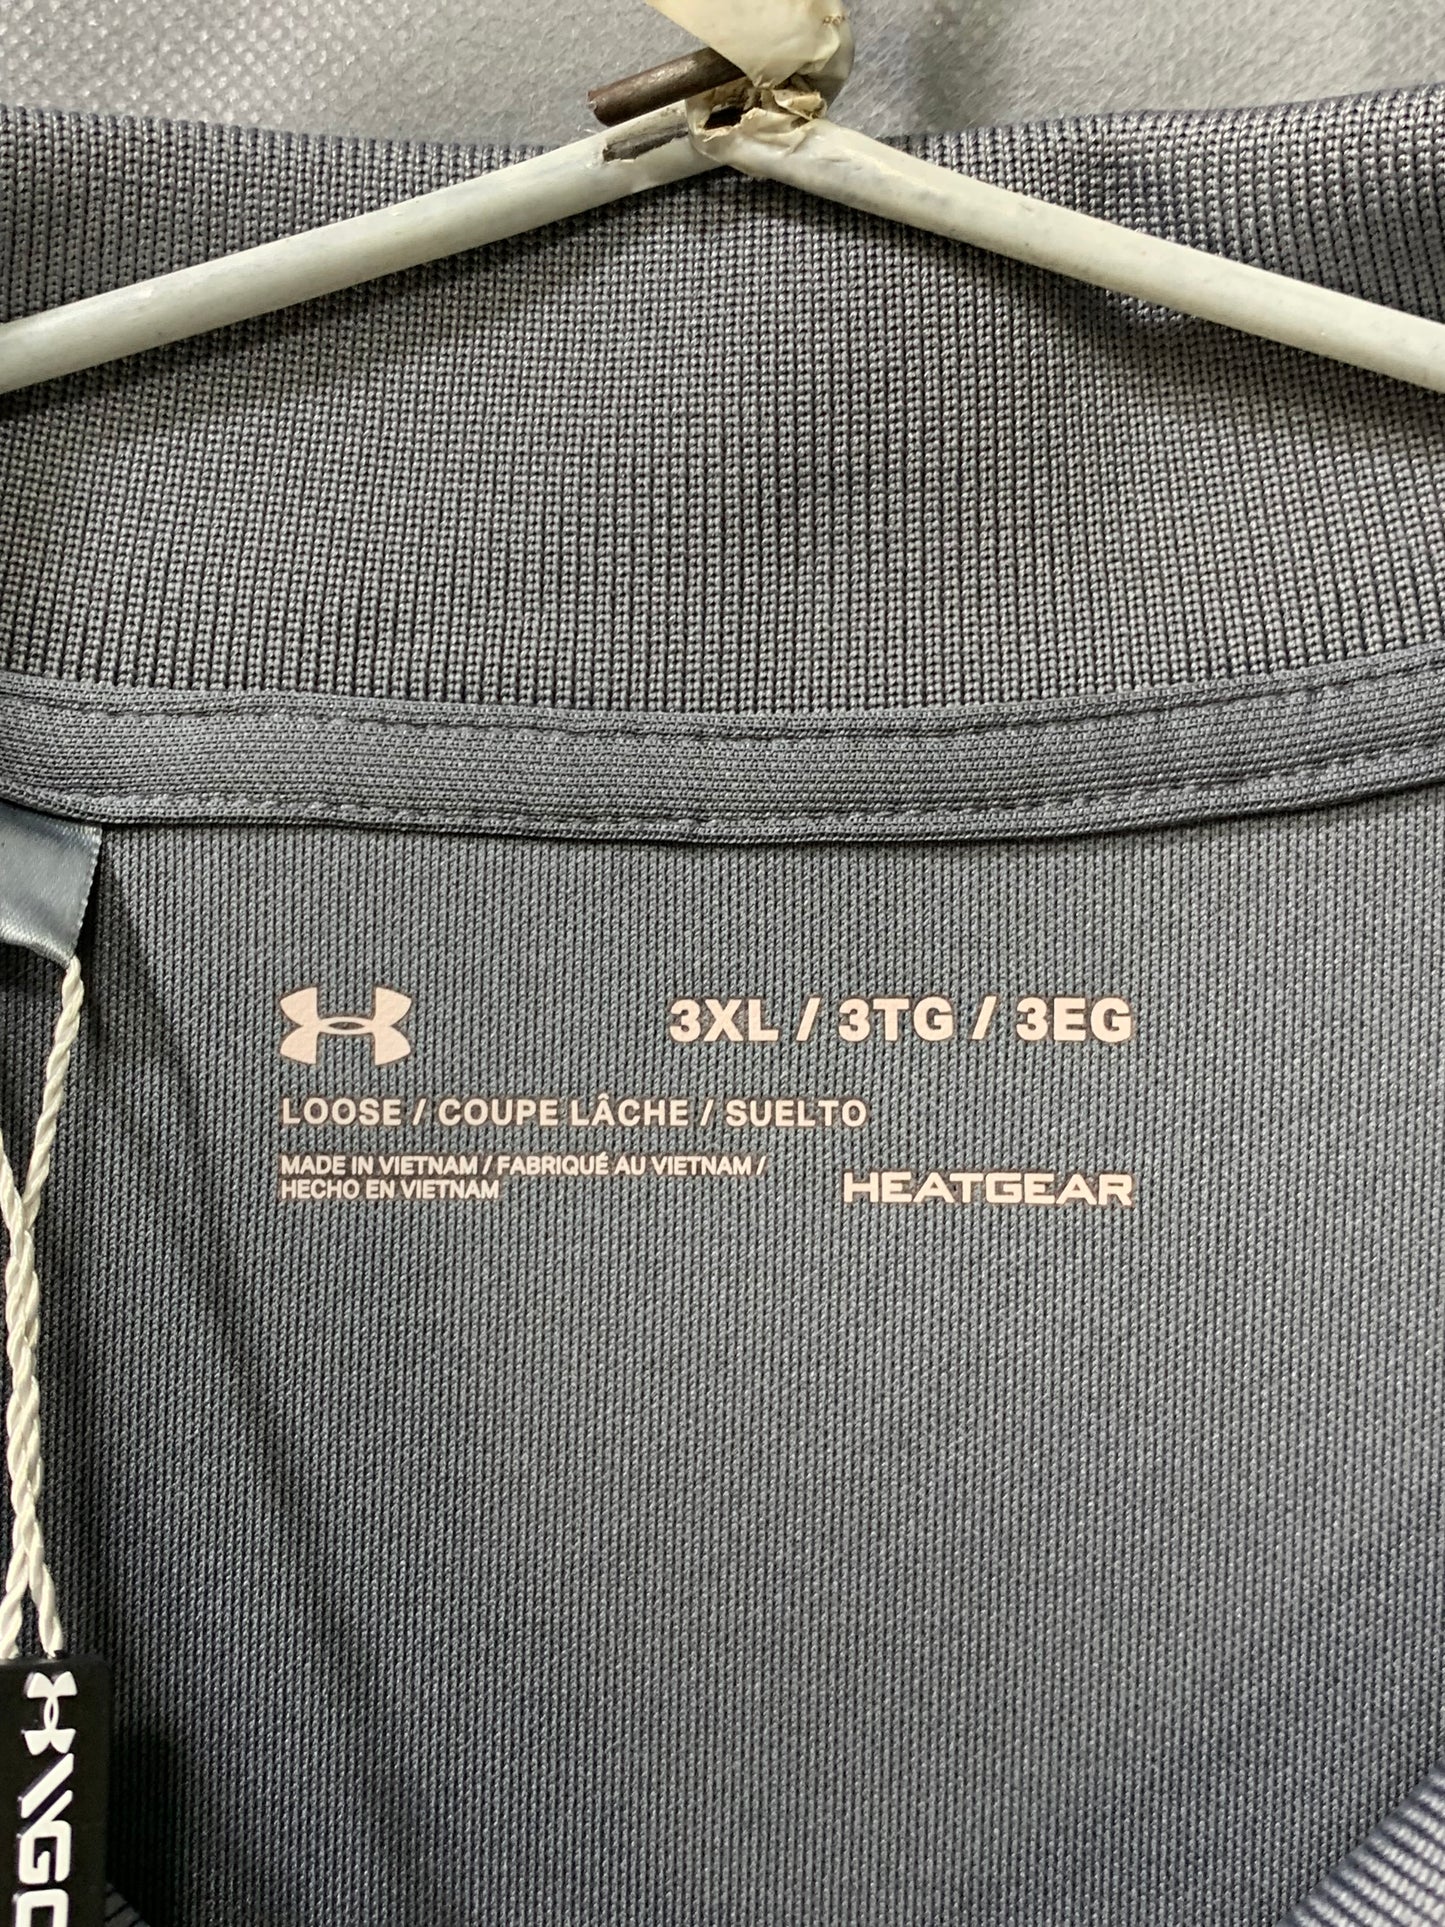 3XL / 3TG / 3EG
LOOSE / COUPE LÂCHE / SUELTO
MADE IN VIETNAM / FABRIQUÉ AU VIETNAM /
HECHO EN VIETNAM
HEATGEAR